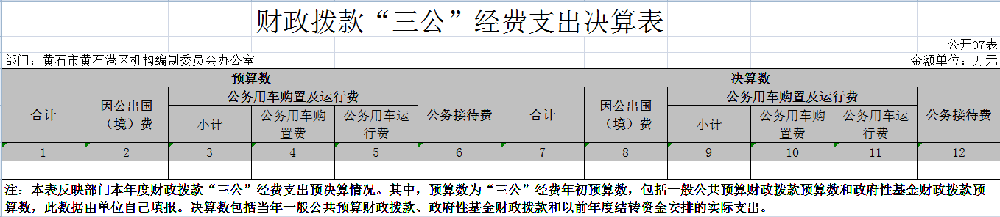 财政拨款“三公”经费支出决算表
公开07表
部门：黄石市黄石港区机构编制委员会办公室 金额单位：万元
预算数 决算数
合计 因公出国（境）费 公务用车购置及运行费 公务接待费 合计 因公出国（境）费 公务用车购置及运行费 公务接待费
小计 公务用车购置费 公务用车运行费 小计 公务用车购置费 公务用车运行费
1 2 3 4 5 6 7 8 9 10 11 12
注：本表反映部门本年度财政拨款“三公”经费支出预决算情况。其中，预算数为“三公”经费年初预算数，包括一般公共预算财政拨款预算数和政府性基金财政拨款预
算数，此数据由单位自己填报。决算数包括当年一般公共预算财政拨款、政府性基金财政拨款和以前年度结转资金安排的实际支出。